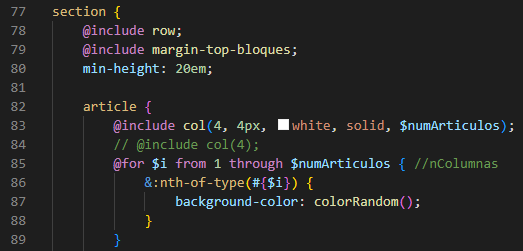 77 section {
78 @include row;
79 @include margin-top-bloques;
80 min-height: 20em;
81
82 article {
83 @include col(4, 4px, white, solid, $numArticulos);
84 // @include col(4);
85 @for $i from 1 through $numArticulos { //nColumnas
86 &:nth-of-type(#{$i}) {
87 background-color: colorRandom();
88 }
89 }